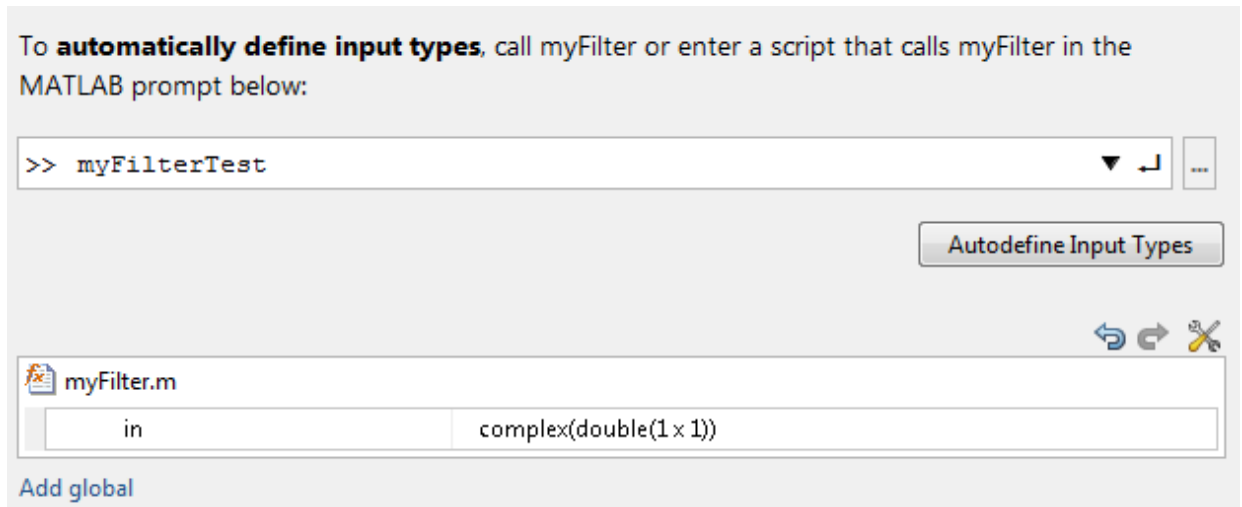 To automatically define input types, call myFilter or enter a script that calls myFilter in the
MATLAB prompt below:
>> myFilterTest
...
Autodefine Input Types
fx
myFilter.m
in complex(double(1 x 1))
Add global